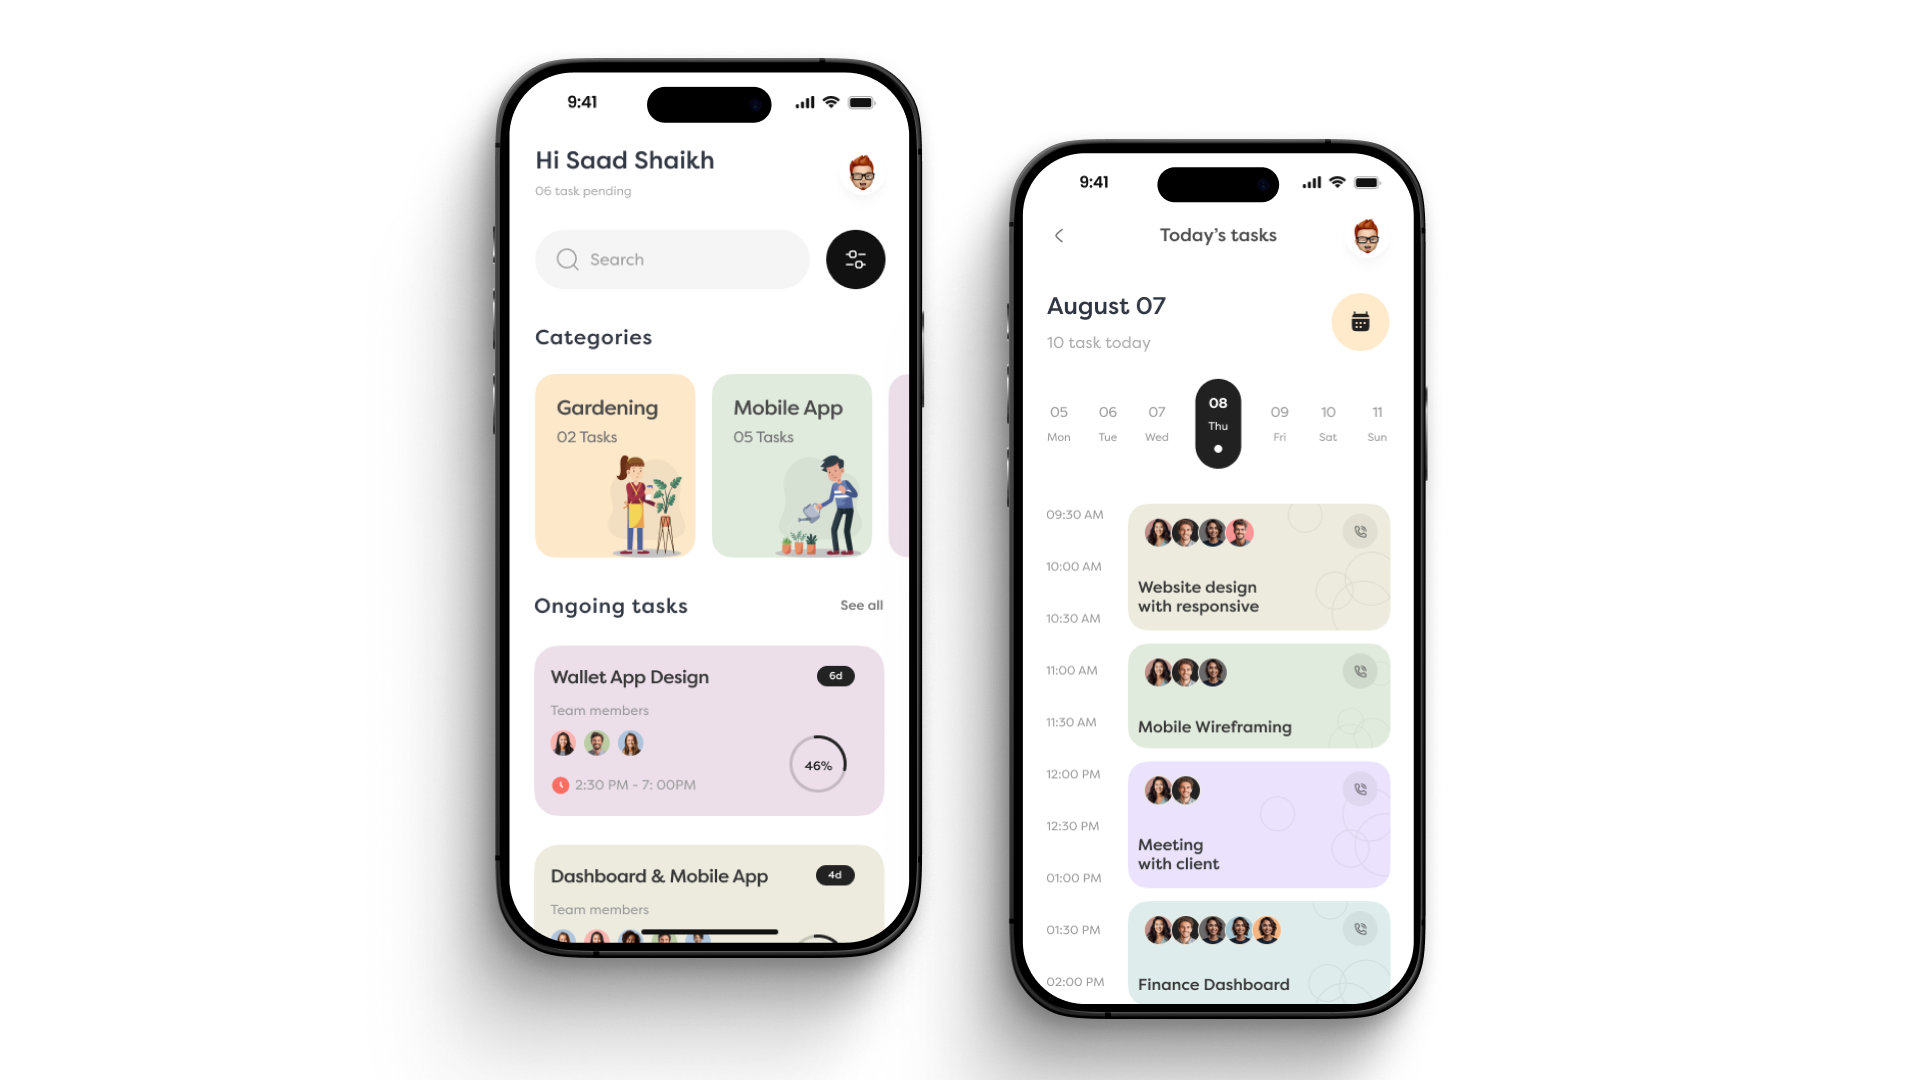 9:41
Hi Saad Shaikh
06 task pending
Search
Categories
Gardening
02 Tasks
Mobile App
05 Tasks
Ongoing tasks
See all
Wallet App Design
6d
Team members
46%
2:30 PM - 7: 00PM
Dashboard & Mobile App
4d
Team members
9:41
Today’s tasks
August 07
10 task today
05 06 07 08 09 10 11
Mon Tue Wed Thu Fri Sat Sun
09:30 AM
10:00 AM
Website design
with responsive
10:30 AM
11:00 AM
11:30 AM
Mobile Wireframing
12:00 PM
12:30 PM
Meeting
with client
01:00 PM
01:30 PM
02:00 PM
Finance Dashboard